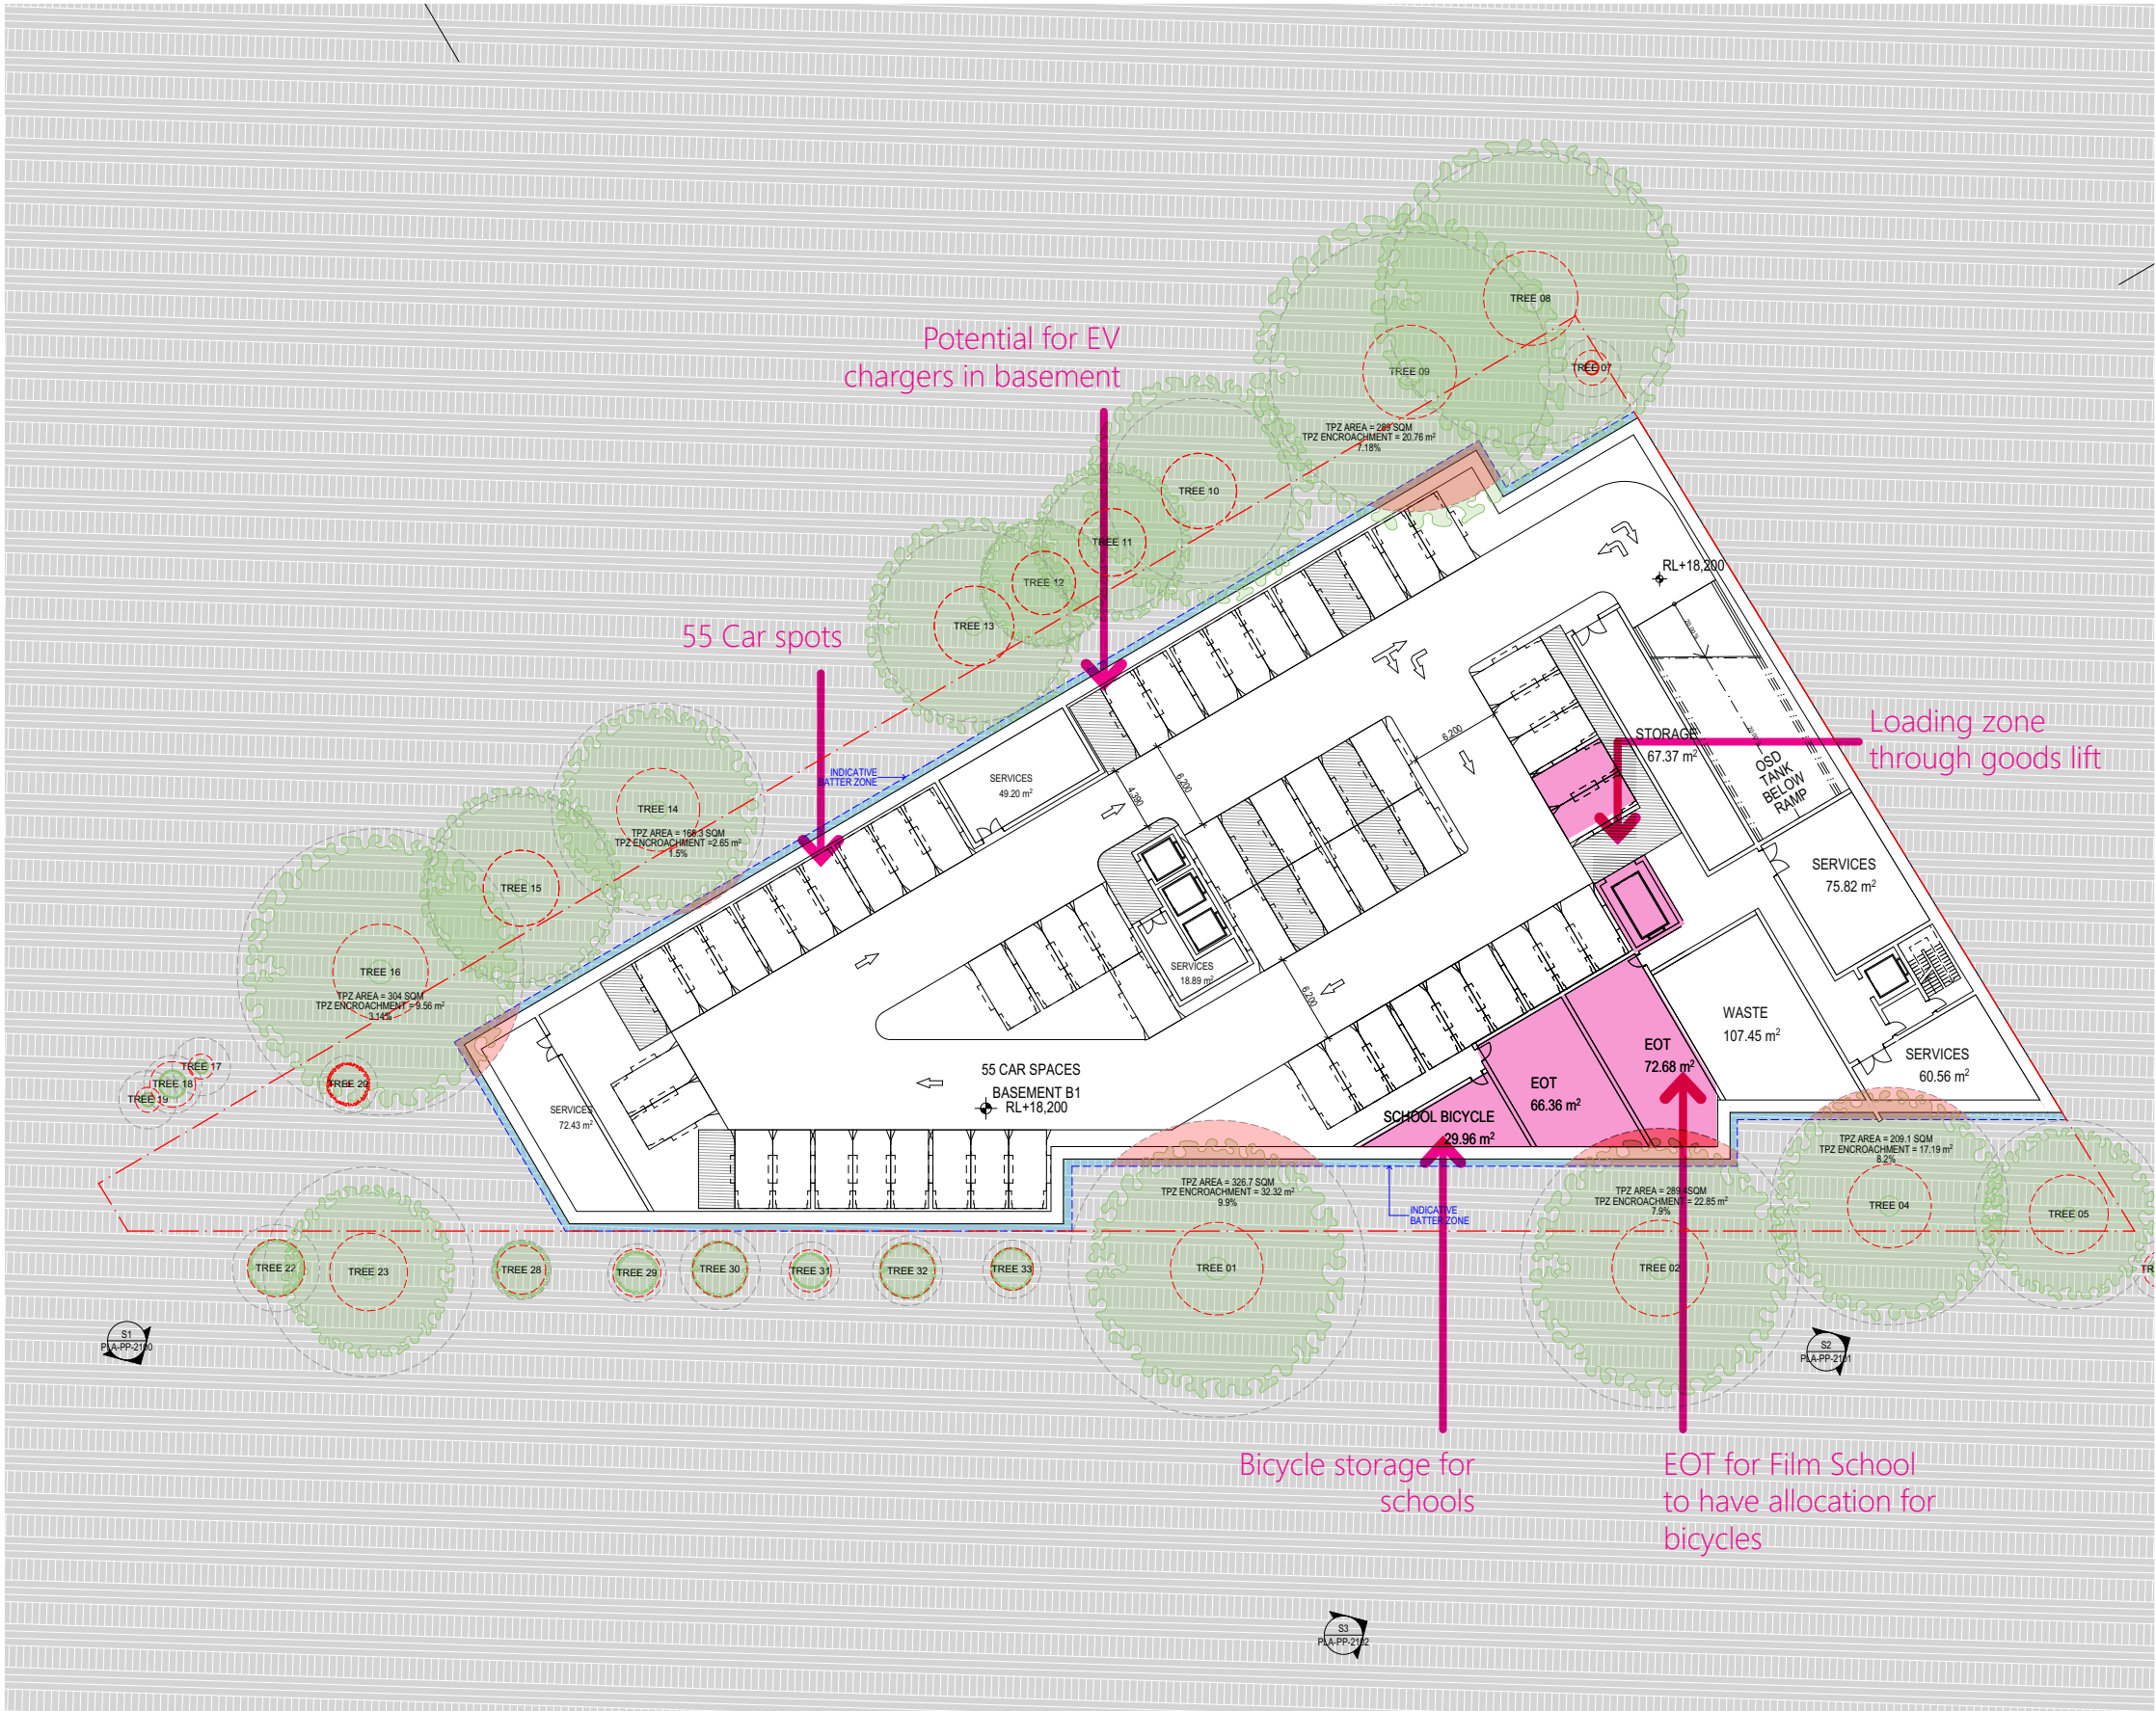 TREE 08
TREE 09
TREE 07
Potential for EV
chargers in basement
TPZ AREA = 289 SQM
TPZ ENCROACHMENT = 20.76 m²
7.18%
TREE 10
TREE 11
TREE 12
TREE 13
RL+18,200
55 Car spots
Loading zone
through goods lift
STORAGE
67.37 m²
6,200
OSD
TANK
BELOW
RAMP
INDICATIVE
BATTER ZONE
SERVICES
49.20 m²
6,200
4,390
TREE 14
TPZ AREA = 168.3 SQM
TPZ ENCROACHMENT =2.65 m²
1.5%
TREE 15
SERVICES
75.82 m²
TREE 16
TPZ AREA = 304 SQM
TPZ ENCROACHMENT = 9.56 m²
3.14%
SERVICES
18.89 m²
6,200
WASTE
107.45 m²
EOT
72.68 m²
SERVICES
60.56 m²
TREE 17
TREE 18
TREE 19
TREE 20
55 CAR SPACES
BASEMENT B1
RL+18,200
EOT
66.36 m²
SERVICES
72.43 m²
SCHOOL BICYCLE
29.96 m²
TPZ AREA = 209.1 SQM
TPZ ENCROACHMENT = 17.19 m²
8.2%
TPZ AREA = 326.7 SQM
TPZ ENCROACHMENT = 32.32 m²
9.9%
TPZ AREA = 289.4SQM
TPZ ENCROACHMENT = 22.85 m²
7.9%
INDICATIVE
BATTER ZONE
TREE 04
TREE 05
TREE 22
TREE 23
TREE 28
TREE 29
TREE 30
TREE 31
TREE 32
TREE 33
TREE 01
TREE 02
TR
S1
PLA-PP-2100
S2
PLA-PP-2101
Bicycle storage for
schools
EOT for Film School
to have allocation for
bicycles
S3
PLA-PP-2102